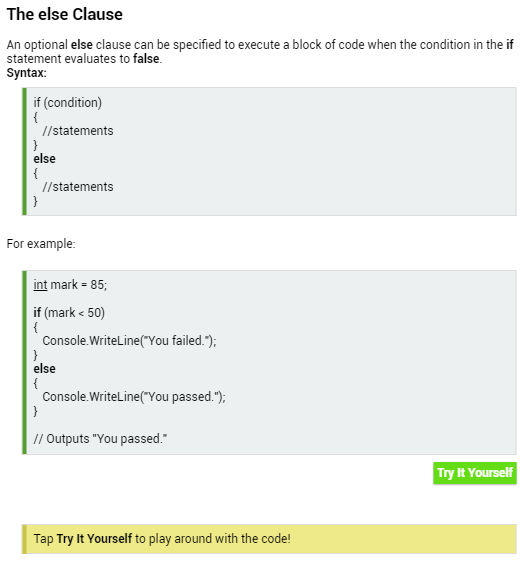 The else Clause
An optional else clause can be specified to execute a block of code when the condition in the if
statement evaluates to false.
Syntax:
if (condition)
{
//statements
}
else
{
//statements
}
For example:
int mark = 85;
if (mark < 50)
{
Console.WriteLine("You failed.");
}
else
{
Console.WriteLine("You passed.");
}
// Outputs "You passed."
Try It Yourself
Tap Try It Yourself to play around with the code!